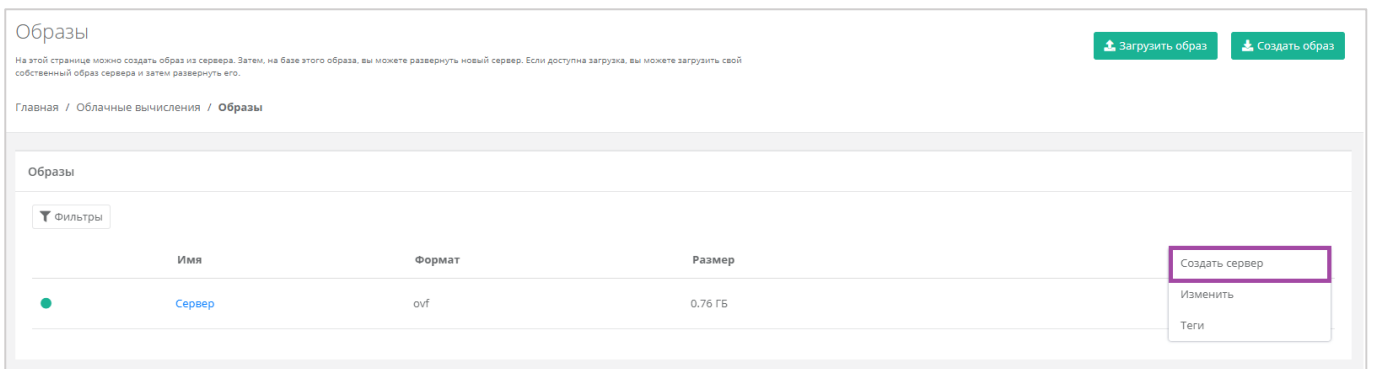 Образы
Загрузить образ
Создать образ
На этой странице можно создать образ из сервера. Затем, на базе этого образа, вы можете развернуть новый сервер. Если доступна загрузка, вы можете загрузить свой
собственный образ сервера и затем развернуть его.
Главная / Облачные вычисления / Образы
Образы
Фильтры
Имя Формат Размер
Создать сервер
Сервер ovf 0.76 ГБ
Изменить
Теги